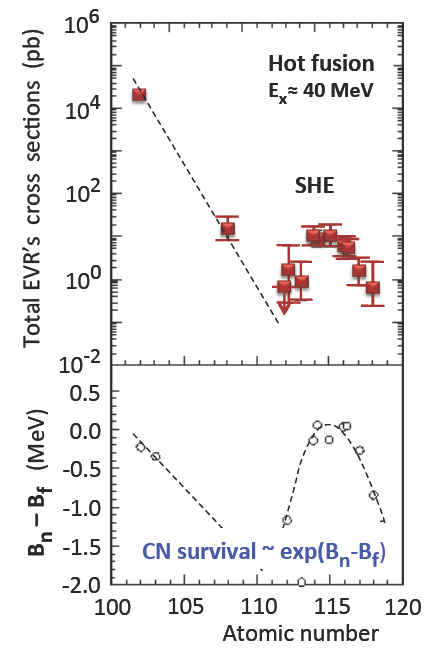 10^6
10^4
10^2
10^0
10^-2
Total EVR's cross sections (pb)
Hot fusion
E_x≈ 40 MeV
SHE
0.5
0.0
-0.5
-1.0
-1.5
-2.0
B_n – B_f (MeV)
CN survival ~ exp(B_n-B_f)
100 105 110 115 120
Atomic number